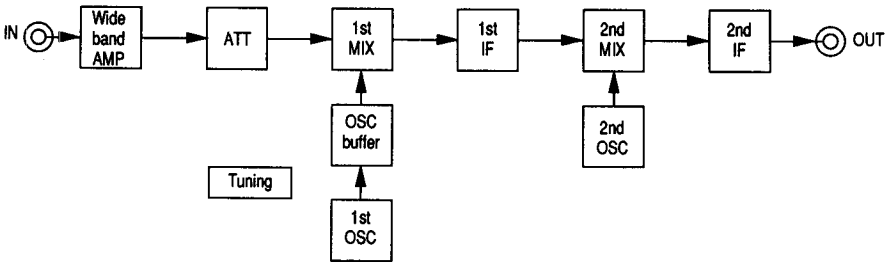 IN
Wide
band
AMP
ATT
1st
MIX
1st
IF
2nd
MIX
2nd
IF
OUT
OSC
buffer
2nd
OSC
Tuning
1st
OSC